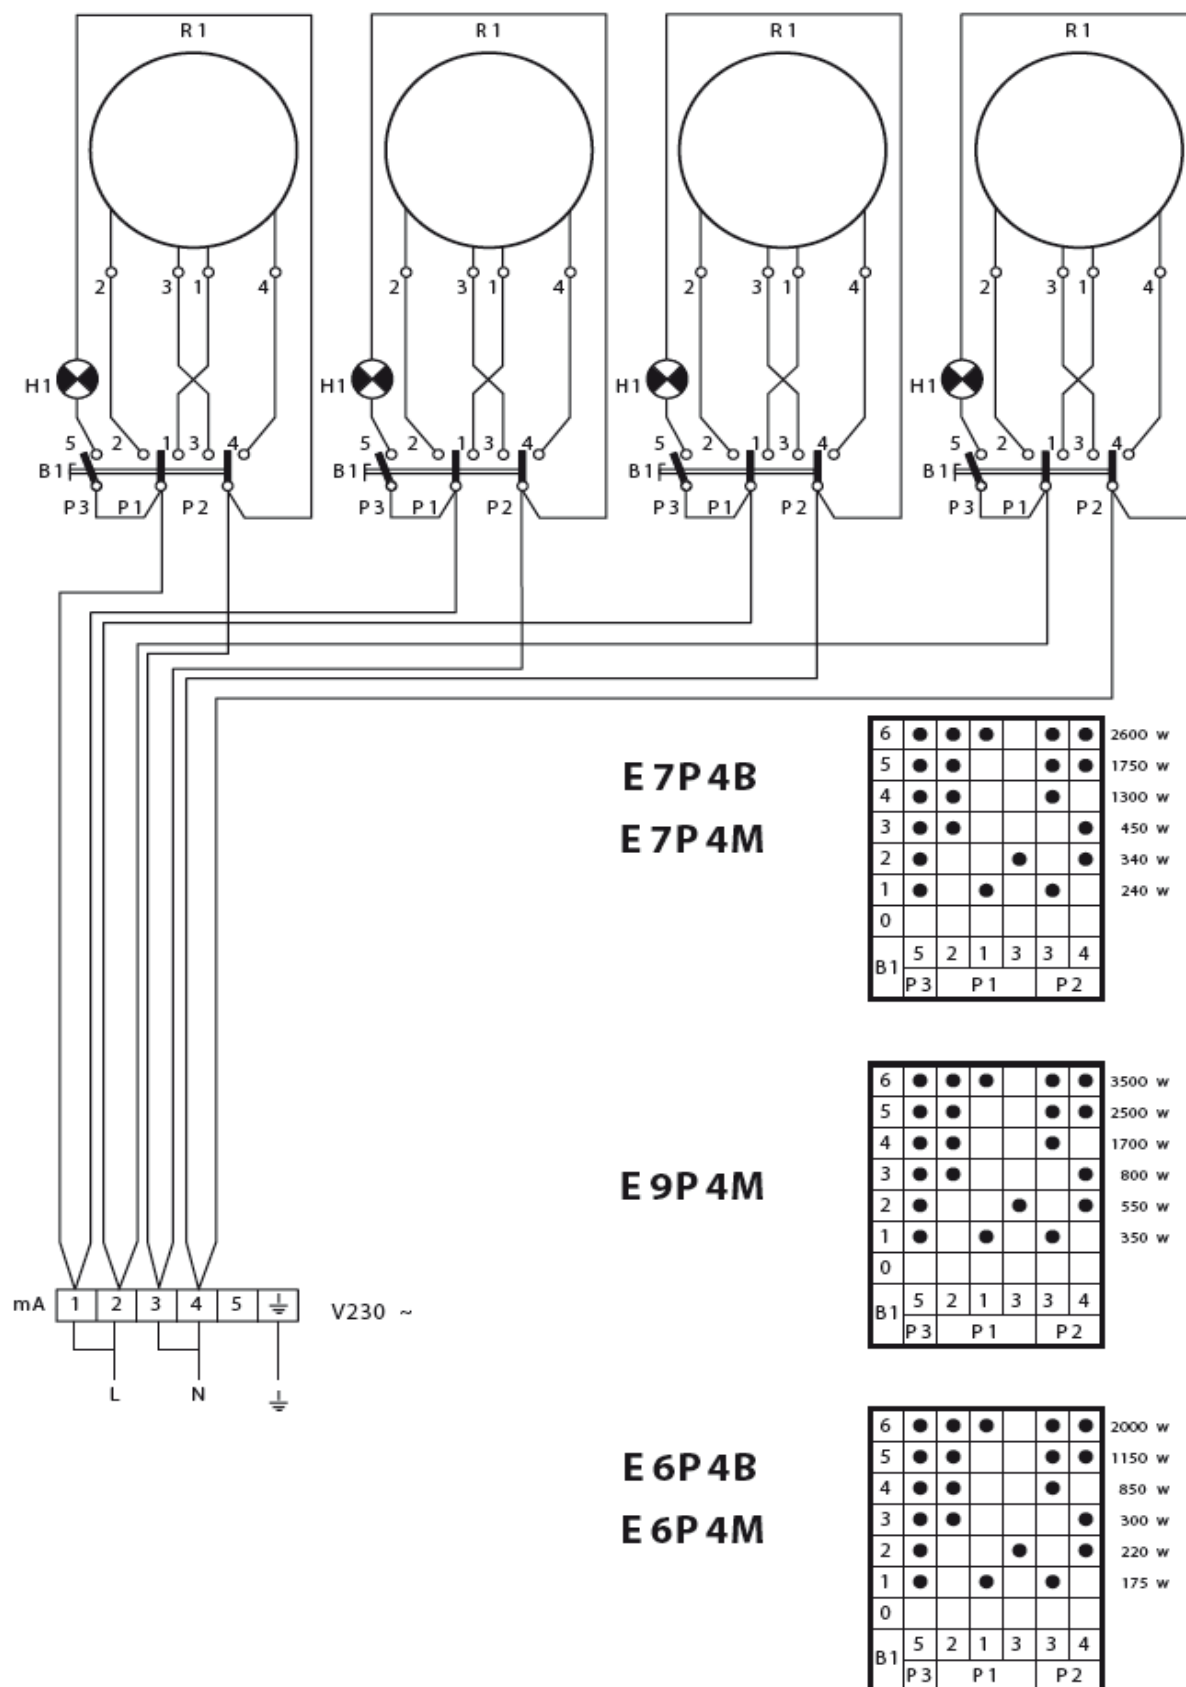 R1 R1 R1 R1
2 3 1 4 2 3 1 4 2 3 1 4 2 3 1 4
H1 H1 H1 H1
5 2 1 3 4 5 2 1 3 4 5 2 1 3 4 5 2 1 3 4
B1 B1 B1 B1
P3 P1 P2 P3 P1 P2 P3 P1 P2 P3 P1 P2
E7P4B
E7P4M
6 2600 w
5 1750 w
4 1300 w
3 450 w
2 340 w
1 240 w
0
B1 5 2 1 3 3 4
P3 P1 P2
E9P4M
6 3500 w
5 2500 w
4 1700 w
3 800 w
2 550 w
1 350 w
0
B1 5 2 1 3 3 4
P3 P1 P2
mA 1 2 3 4 5 V230 ~
L N
E6P4B
E6P4M
6 2000 w
5 1150 w
4 850 w
3 300 w
2 220 w
1 175 w
0
B1 5 2 1 3 3 4
P3 P1 P2